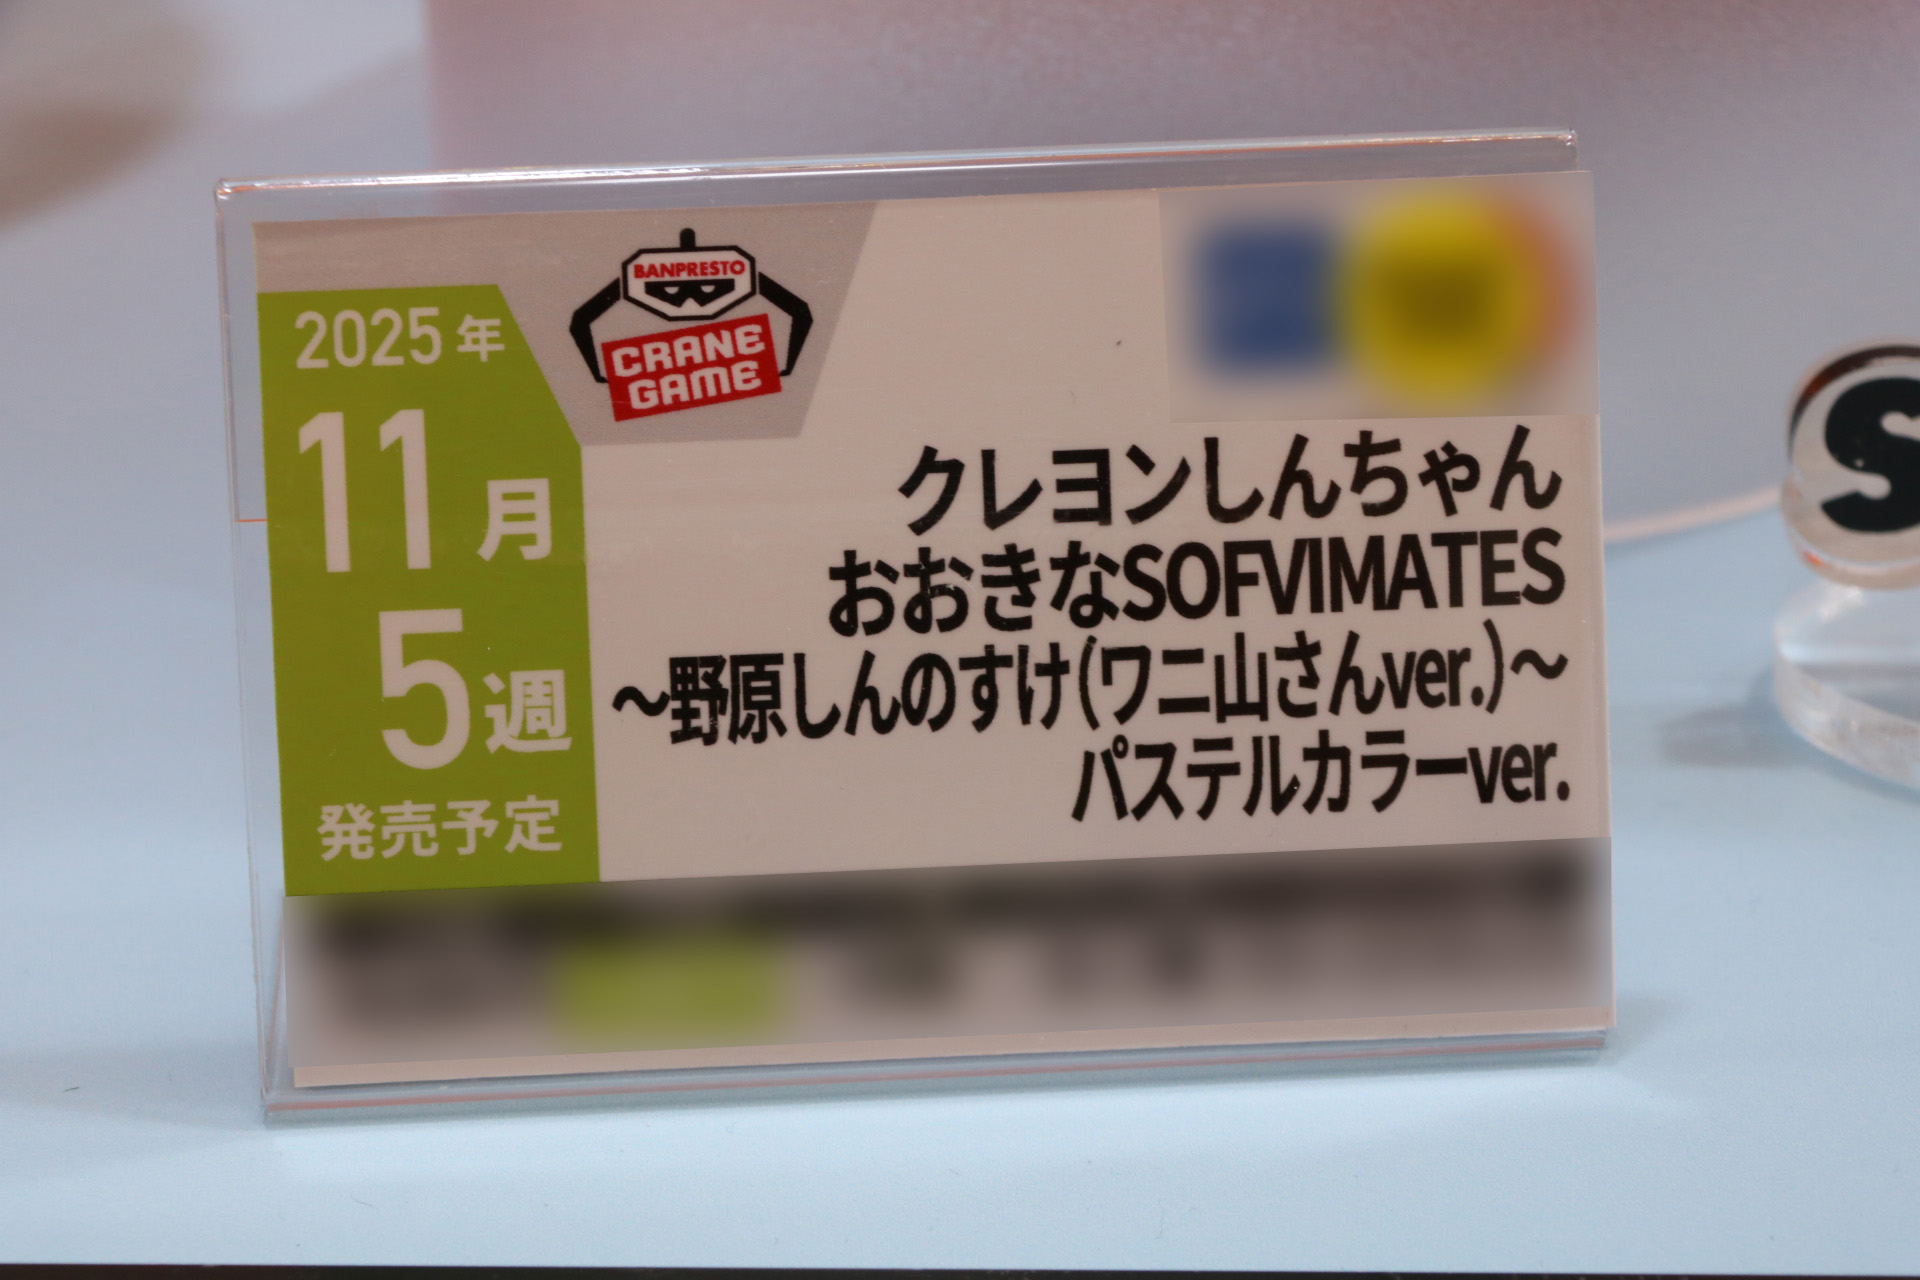 2025年
11月
5週
発売予定
BANPRESTO
CRANE
GAME
クレヨンしんちゃん
おおきなSOFVIMATES
～野原しんのすけ(ワニ山さんver.)～
パステルカラーver.
S